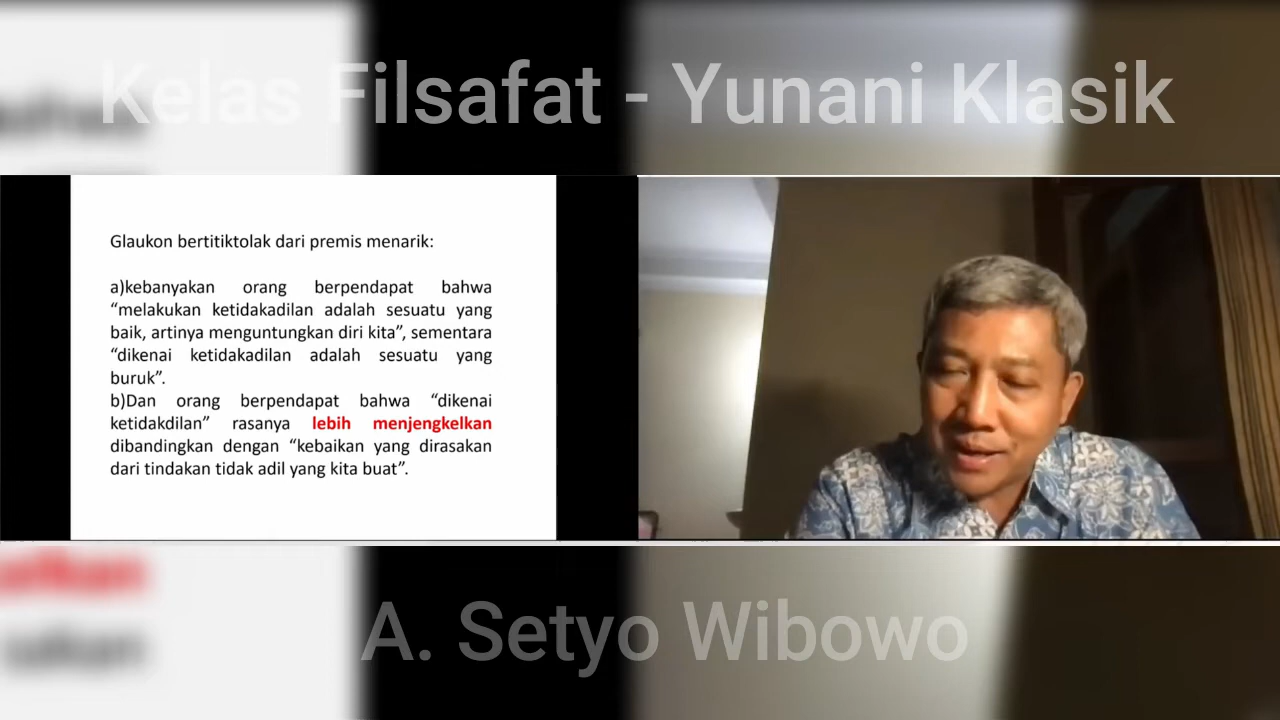 Kelas Filsafat - Yunani Klasik
Glaukon bertitiktolak dari premis menarik:
a)kebanyakan orang berpendapat bahwa
“melakukan ketidakadilan adalah sesuatu yang
baik, artinya menguntungkan diri kita”, sementara
“dikenai ketidakadilan adalah sesuatu yang
buruk”.
b)Dan orang berpendapat bahwa “dikenai
ketidakdilan” rasanya lebih menjengkelkan
dibandingkan dengan “kebaikan yang dirasakan
dari tindakan tidak adil yang kita buat”.
A. Setyo Wibowo